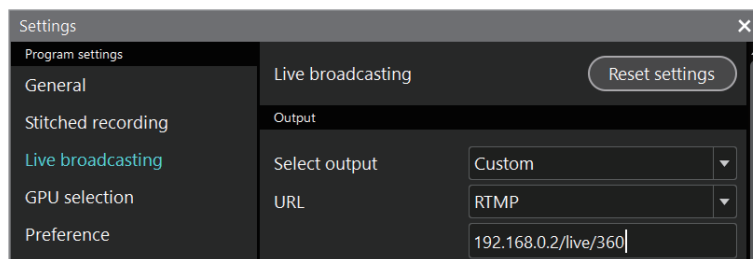 Settings
Program settings
General
Stitched recording
Live broadcasting
GPU selection
Preference
Live broadcasting
Reset settings
Output
Select output
Custom
URL
RTMP
192.168.0.2/live/360